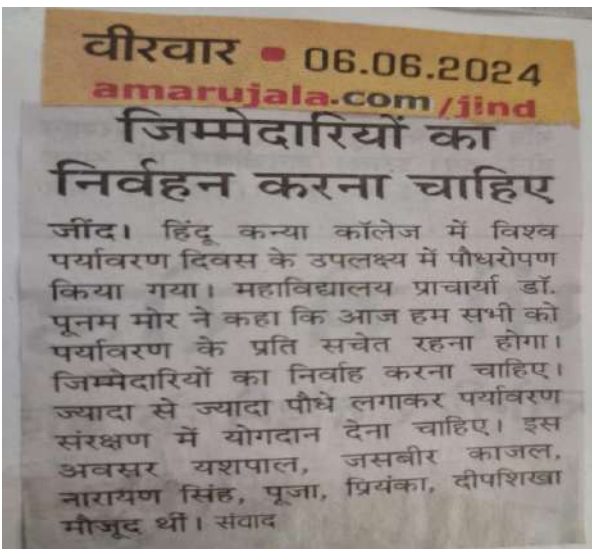 वीरवार • 06.06.2024
amarujala.com/jind
जिम्मेदारियों का
निर्वहन करना चाहिए
जींद। हिंदू कन्या कॉलेज में विश्व
पर्यावरण दिवस के उपलक्ष्य में पौधरोपण
किया गया। महाविद्यालय प्राचार्या डॉ.
पूनम मोर ने कहा कि आज हम सभी को
पर्यावरण के प्रति सचेत रहना होगा।
जिम्मेदारियों का निर्वाह करना चाहिए।
ज्यादा से ज्यादा पौधे लगाकर पर्यावरण
संरक्षण में योगदान देना चाहिए। इस
अवसर यशपाल, जसबीर काजल,
नारायण सिंह, पूजा, प्रियंका, दीपशिखा
मौजूद थीं। संवाद